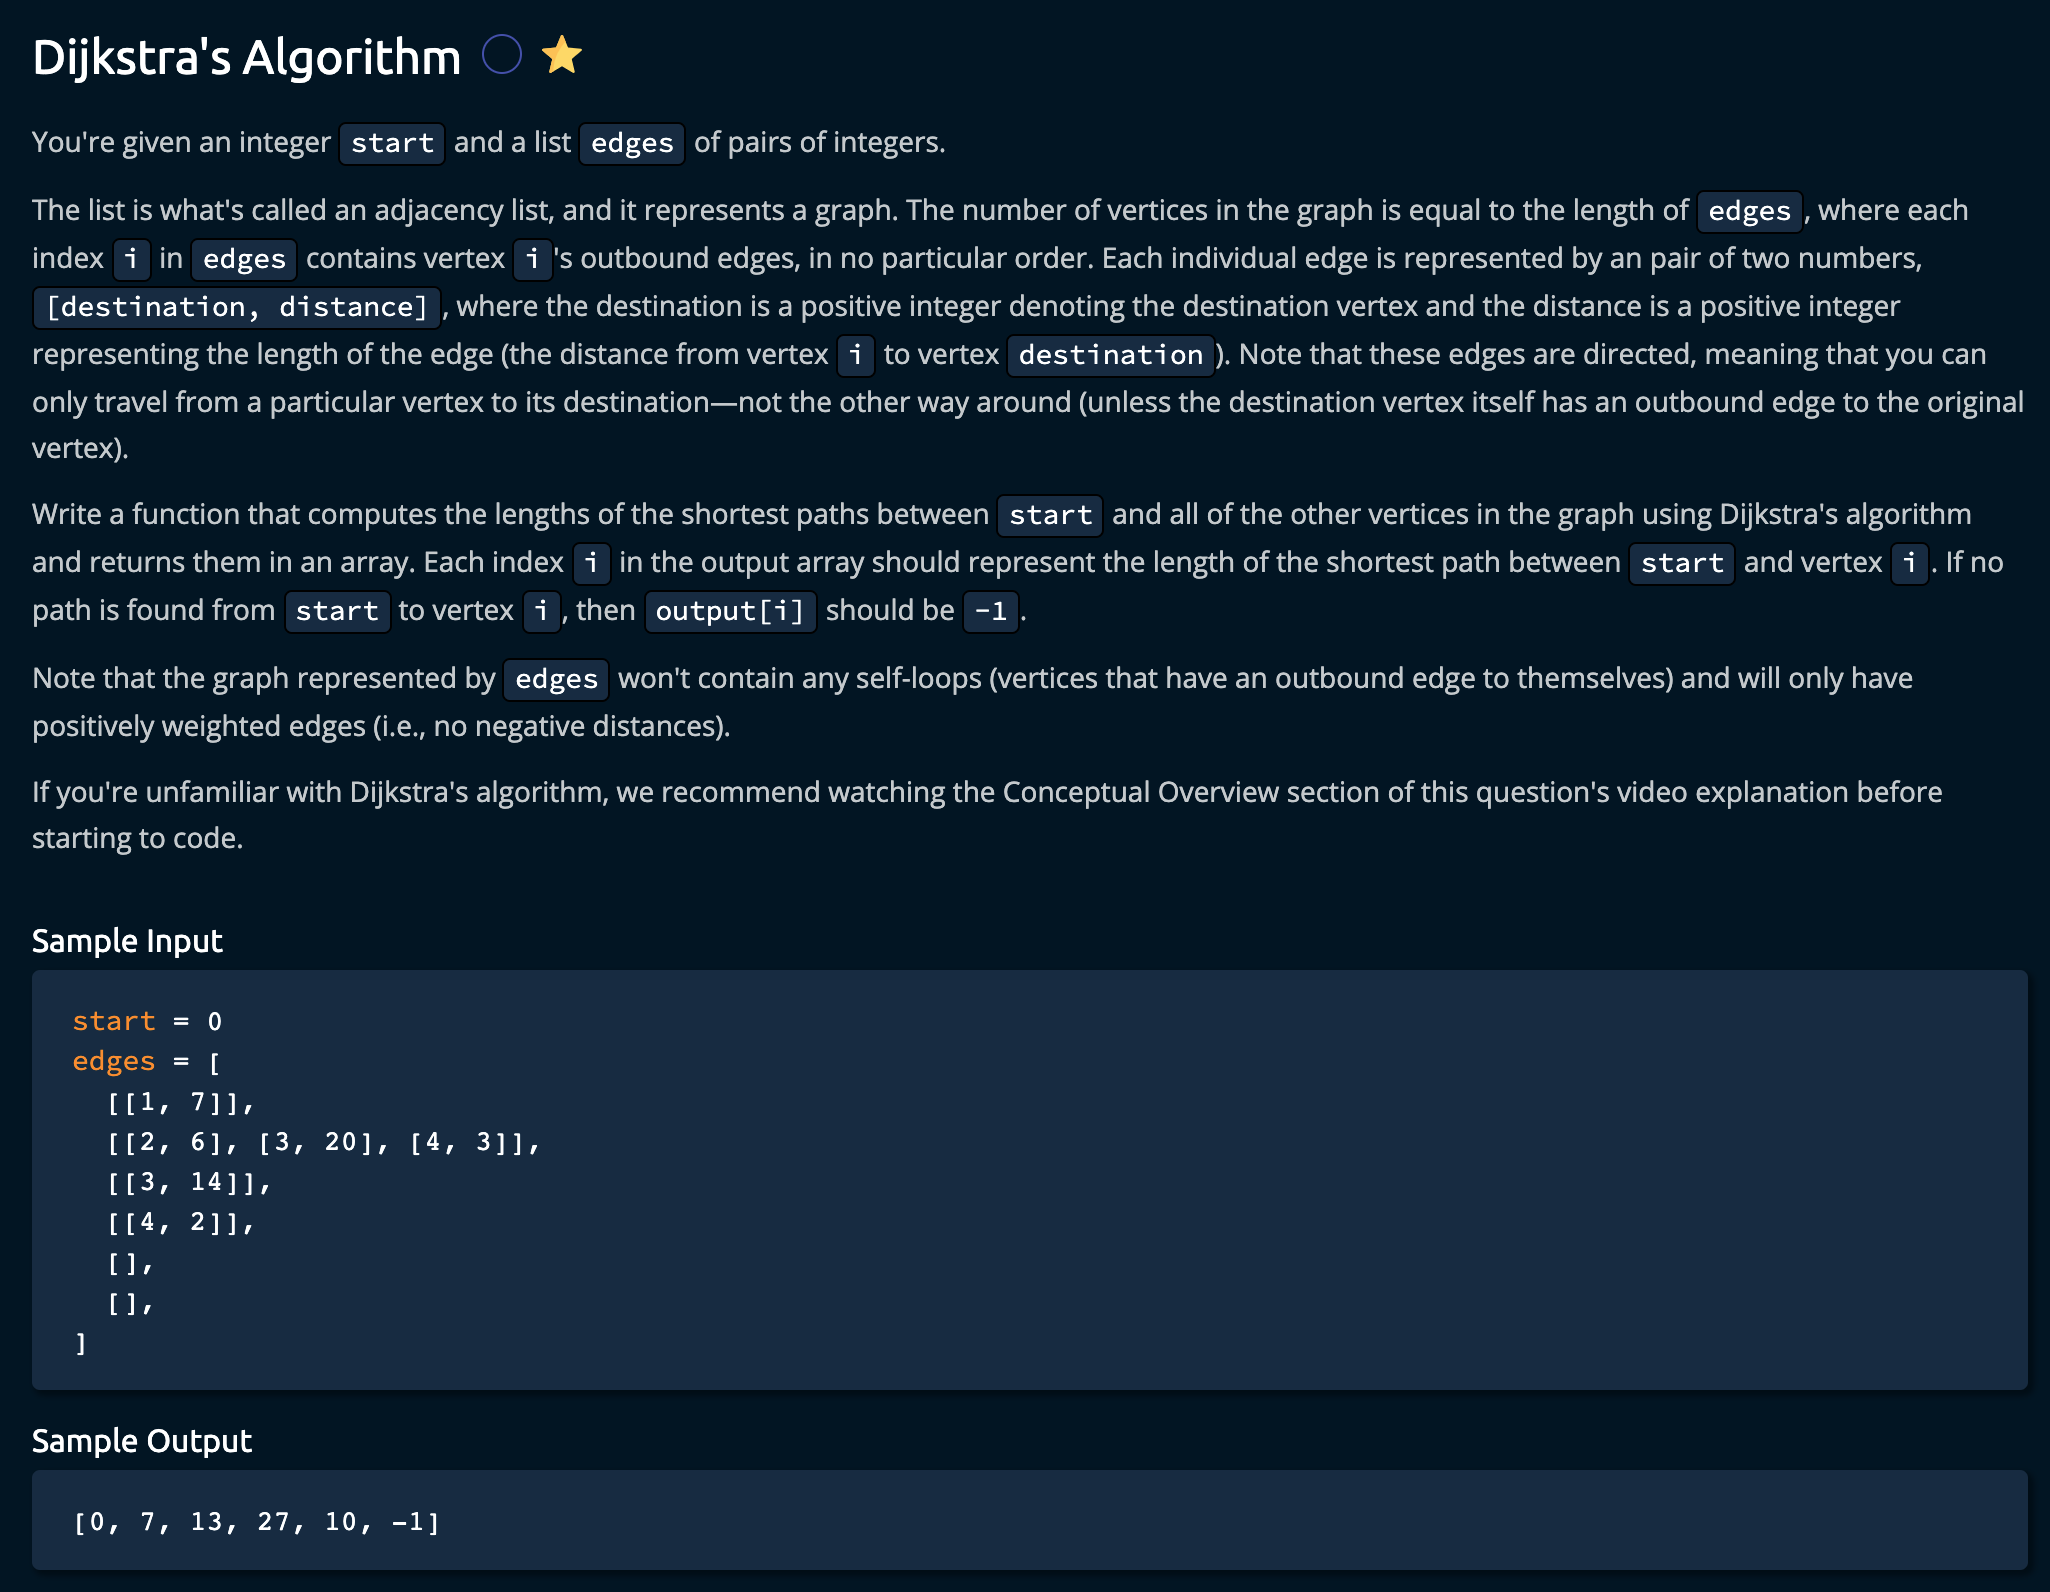 Dijkstra's Algorithm
You're given an integer start and a list edges of pairs of integers.
The list is what's called an adjacency list, and it represents a graph. The number of vertices in the graph is equal to the length of edges, where each
index i in edges contains vertex i's outbound edges, in no particular order. Each individual edge is represented by an pair of two numbers,
[destination, distance], where the destination is a positive integer denoting the destination vertex and the distance is a positive integer
representing the length of the edge (the distance from vertex i to vertex destination). Note that these edges are directed, meaning that you can
only travel from a particular vertex to its destination—not the other way around (unless the destination vertex itself has an outbound edge to the original
vertex).
Write a function that computes the lengths of the shortest paths between start and all of the other vertices in the graph using Dijkstra's algorithm
and returns them in an array. Each index i in the output array should represent the length of the shortest path between start and vertex i. If no
path is found from start to vertex i, then output[i] should be -1.
Note that the graph represented by edges won't contain any self-loops (vertices that have an outbound edge to themselves) and will only have
positively weighted edges (i.e., no negative distances).
If you're unfamiliar with Dijkstra's algorithm, we recommend watching the Conceptual Overview section of this question's video explanation before
starting to code.
Sample Input
start = 0
edges = [
  [[1, 7]],
  [[2, 6], [3, 20], [4, 3]],
  [[3, 14]],
  [[4, 2]],
  [],
  [],
]
Sample Output
[0, 7, 13, 27, 10, -1]